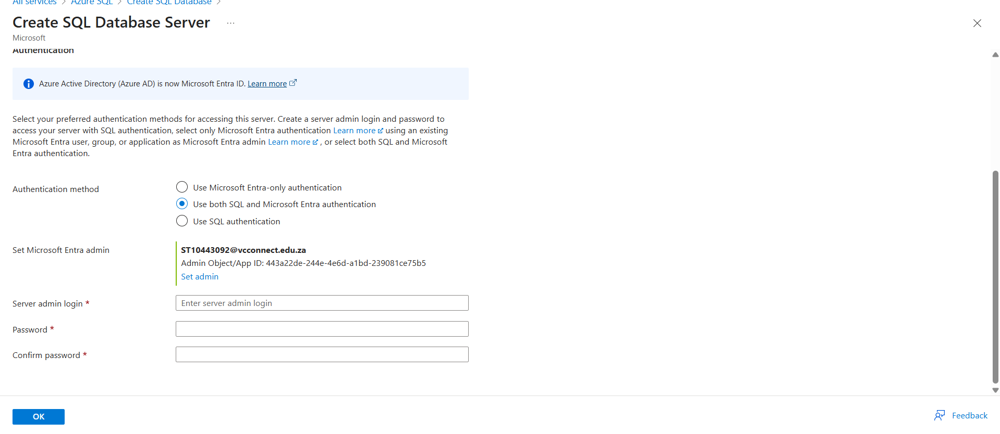 All services > Azure SQL > Create SQL Database >
Create SQL Database Server ...
Microsoft
Authentication
Azure Active Directory (Azure AD) is now Microsoft Entra ID. Learn more
Select your preferred authentication methods for accessing this server. Create a server admin login and password to
access your server with SQL authentication, select only Microsoft Entra authentication Learn more using an existing
Microsoft Entra user, group, or application as Microsoft Entra admin Learn more , or select both SQL and Microsoft
Entra authentication.
Authentication method
Use Microsoft Entra-only authentication
Use both SQL and Microsoft Entra authentication
Use SQL authentication
Set Microsoft Entra admin
ST10443092@vcconnect.edu.za
Admin Object/App ID: 443a22de-244e-4e6d-a1bd-239081ce75b5
Set admin
Server admin login *
Enter server admin login
Password *
Confirm password *
OK
Feedback